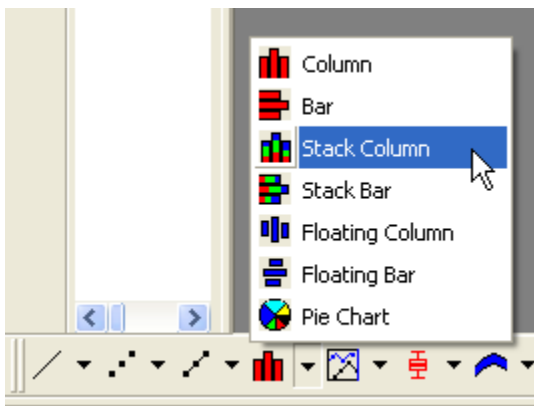 Column
Bar
Stack Column
Stack Bar
Floating Column
Floating Bar
Pie Chart